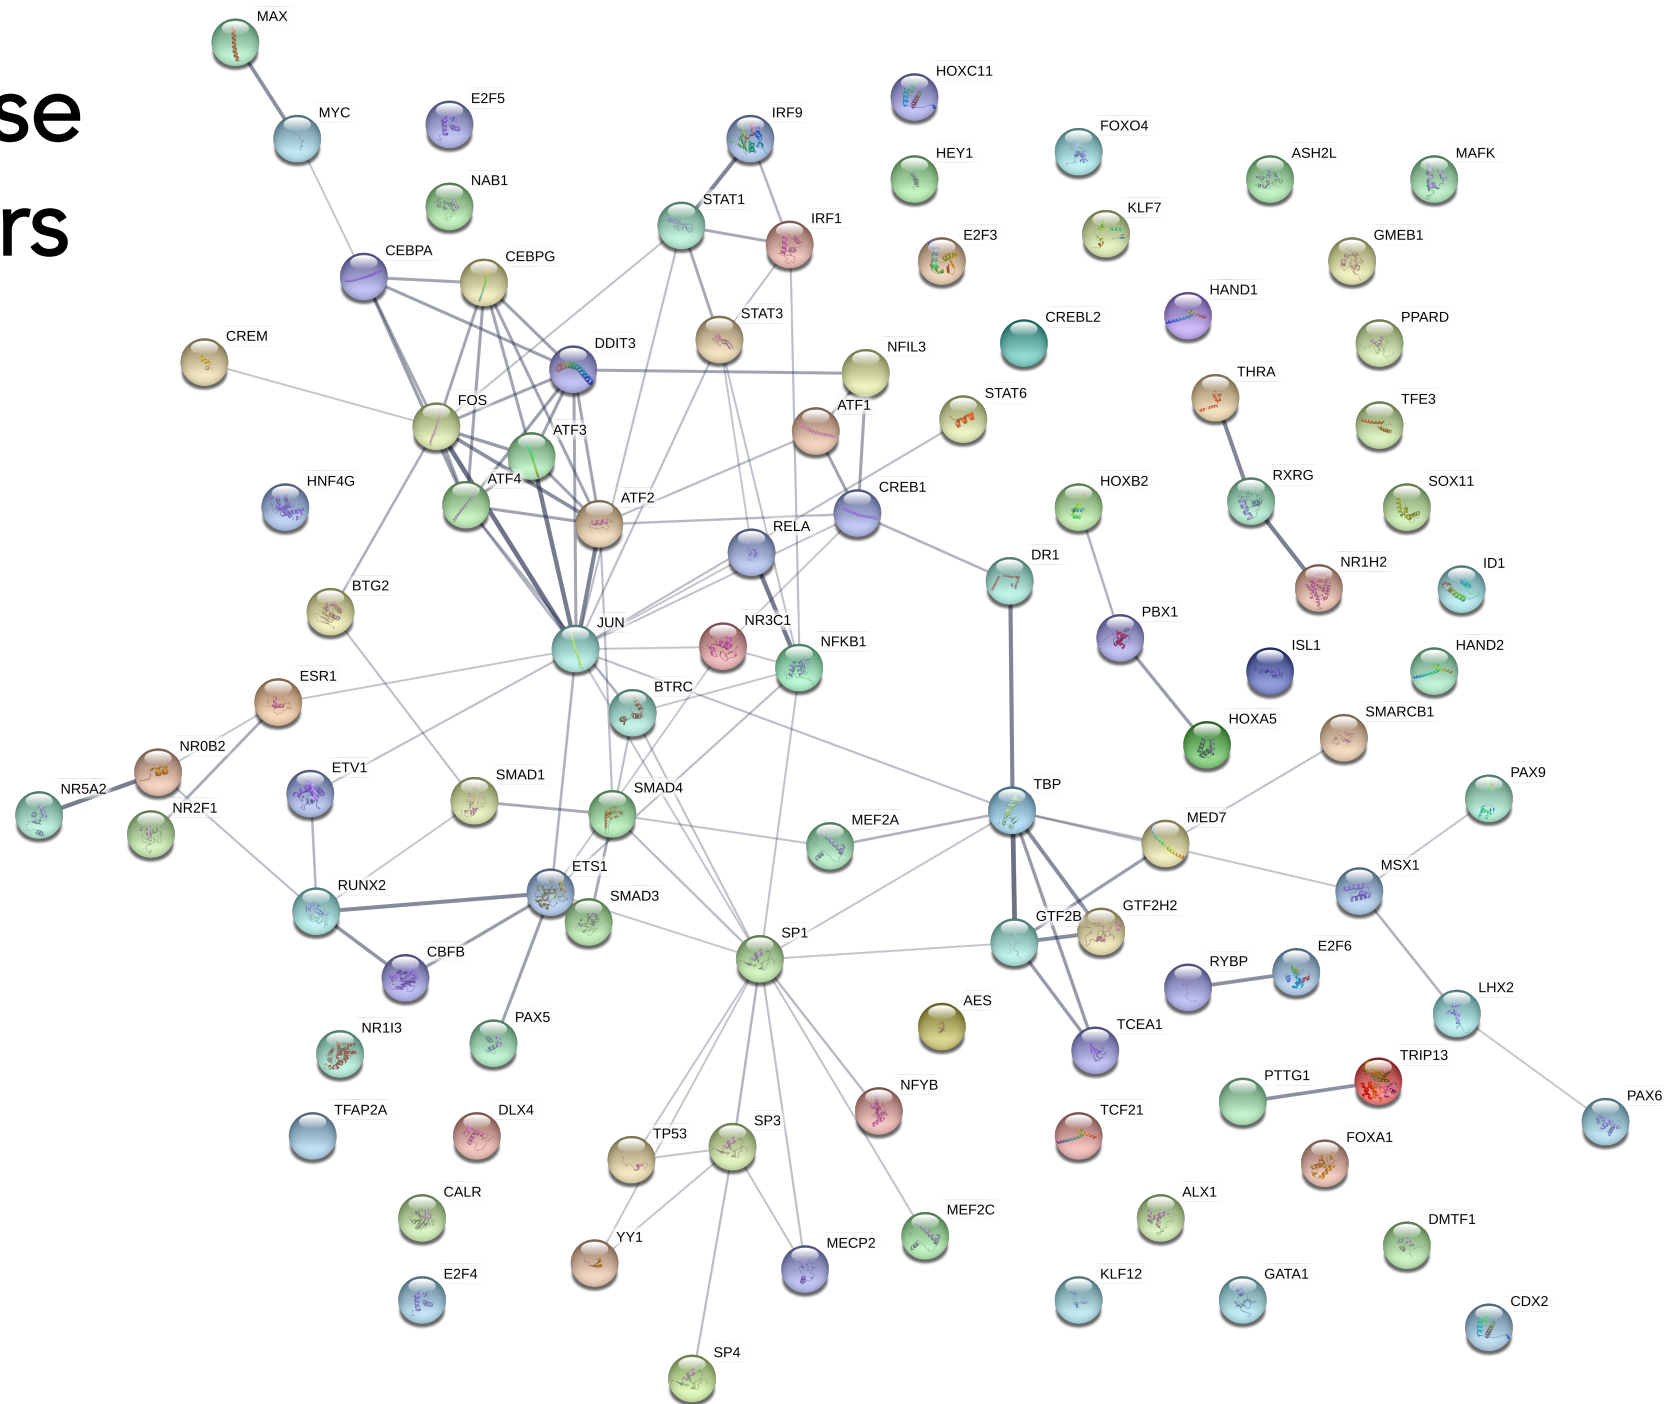 MAX
HOXC11
se
E2F5
MYC
IRF9
FOXO4
HEY1
ASH2L
MAFK
NAB1
STAT1
KLF7
IRF1
rs
E2F3
GMEB1
CEBPA
CEBPG
HAND1
STAT3
CREBL2
PPARD
CREM
DDIT3
NFIL3
THRA
STAT6
FOS
ATF1
TFE3
ATF3
RXRG
ATF4
HNF4G
CREB1
HOXB2
SOX11
ATF2
RELA
DR1
NR1H2
ID1
BTG2
PBX1
JUN
NR3C1
NFKB1
ISL1
HAND2
ESR1
BTRC
SMARCB1
HOXA5
NR0B2
ETV1
SMAD1
PAX9
TBP
NR5A2
SMAD4
NR2F1
MED7
MEF2A
ETS1
MSX1
RUNX2
SMAD3
GTF2B
GTF2H2
SP1
E2F6
CBFB
RYBP
LHX2
AES
PAX5
TCEA1
NR1I3
TRIP13
PTTG1
NFYB
PAX6
TFAP2A
DLX4
TCF21
SP3
TP53
FOXA1
CALR
ALX1
MEF2C
DMTF1
YY1
MECP2
E2F4
KLF12
GATA1
CDX2
SP4